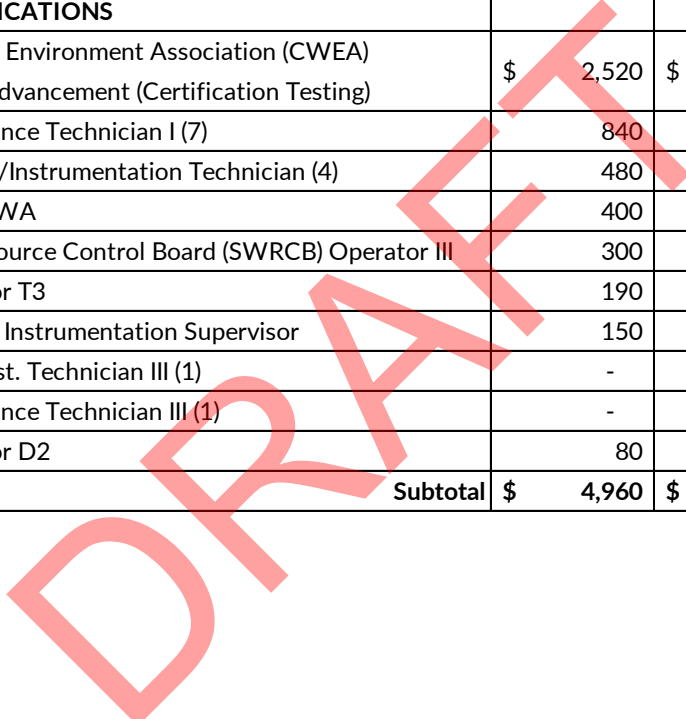 ICATIONS
Environment Association (CWEA)
$ 2,520 $
dvancement (Certification Testing)
nce Technician I (7) 840
/Instrumentation Technician (4) 480
WA 400
ource Control Board (SWRCB) Operator III 300
or T3 190
Instrumentation Supervisor 150
st. Technician III (1) -
nce Technician III (1) -
or D2 80
Subtotal $ 4,960 $
DRAFT